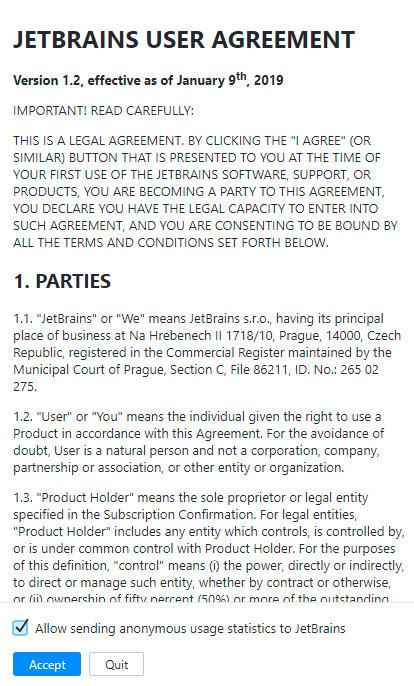 JETBRAINS USER AGREEMENT
Version 1.2, effective as of January 9th, 2019
IMPORTANT! READ CAREFULLY:
THIS IS A LEGAL AGREEMENT. BY CLICKING THE "I AGREE" (OR
SIMILAR) BUTTON THAT IS PRESENTED TO YOU AT THE TIME OF
YOUR FIRST USE OF THE JETBRAINS SOFTWARE, SUPPORT, OR
PRODUCTS, YOU ARE BECOMING A PARTY TO THIS AGREEMENT,
YOU DECLARE YOU HAVE THE LEGAL CAPACITY TO ENTER INTO
SUCH AGREEMENT, AND YOU ARE CONSENTING TO BE BOUND BY
ALL THE TERMS AND CONDITIONS SET FORTH BELOW.
1. PARTIES
1.1. "JetBrains" or "We" means JetBrains s.r.o., having its principal
place of business at Na Hrebenech II 1718/10, Prague, 14000, Czech
Republic, registered in the Commercial Register maintained by the
Municipal Court of Prague, Section C, File 86211, ID. No.: 265 02
275.
1.2. "User" or "You" means the individual given the right to use a
Product in accordance with this Agreement. For the avoidance of
doubt, User is a natural person and not a corporation, company,
partnership or association, or other entity or organization.
1.3. "Product Holder" means the sole proprietor or legal entity
specified in the Subscription Confirmation. For legal entities,
"Product Holder" includes any entity which controls, is controlled by,
or is under common control with Product Holder. For the purposes
of this definition, "control" means (i) the power, directly or indirectly,
to direct or manage such entity, whether by contract or otherwise,
or (ii) ownership of fifty percent (50%) or more of the outstanding
Allow sending anonymous usage statistics to JetBrains
Accept Quit